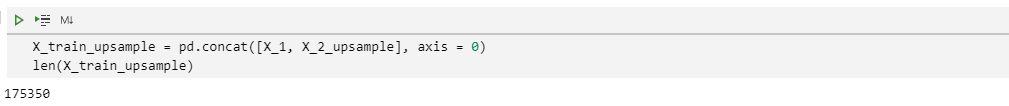 M↓
X_train_upsample = pd.concat([X_1, X_2_upsample], axis = 0)
len(X_train_upsample)
175350